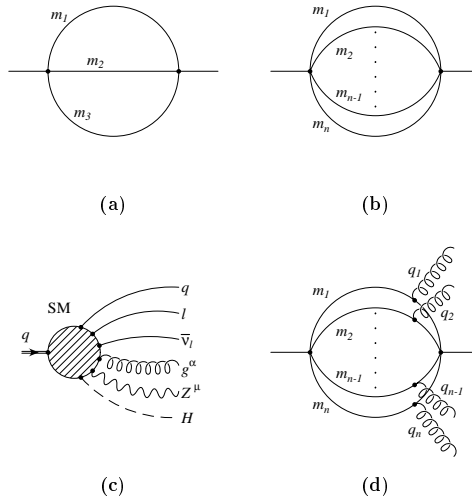 m1
m2
m3
(a)
m1
m2
mn-1
mn
(b)
SM
q
q
l
ν̅l
gα
Zμ
H
(c)
m1
m2
mn-1
mn
q1
q2
qn-1
qn
(d)